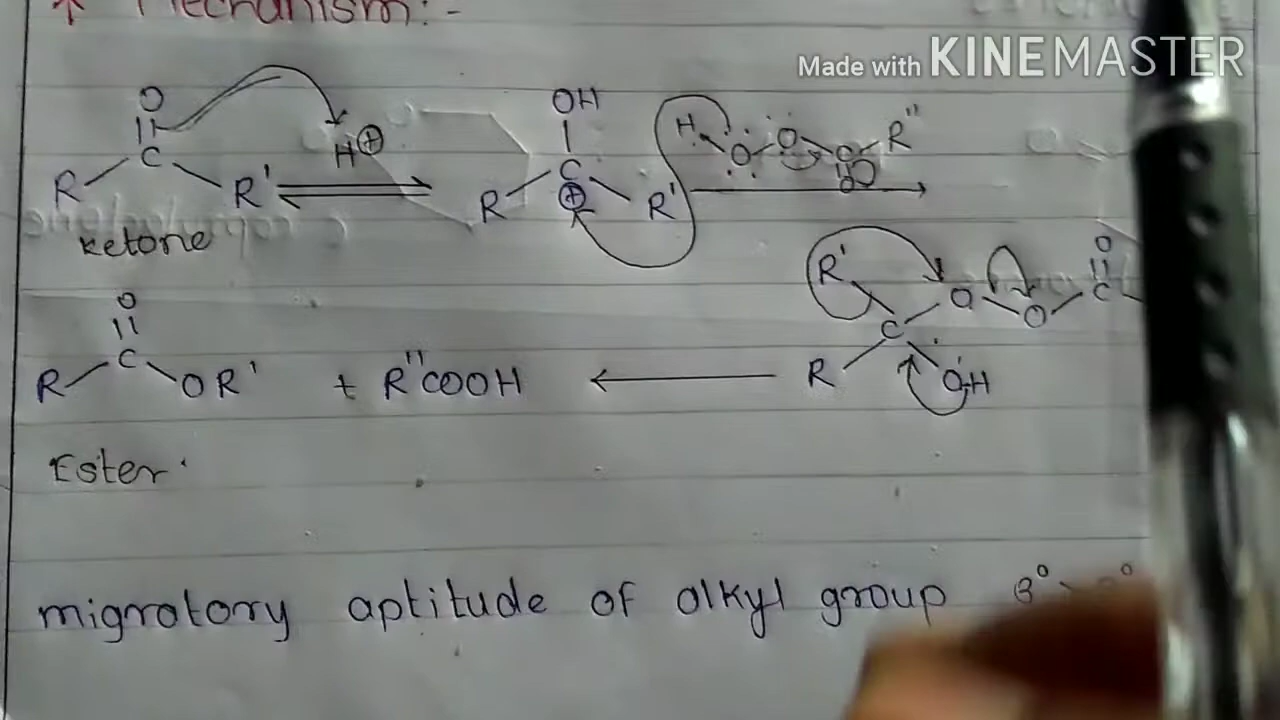 Mechanism:-
Made with KINEMASTER
O
C
R R'
H⊕
OH
C
⊕
R R'
H O O O R''
O
ketone
R' O O C
O
C
R OH
O
C
R OR' + R''COOH
Ester.
migratory aptitude of alkyl group 3°